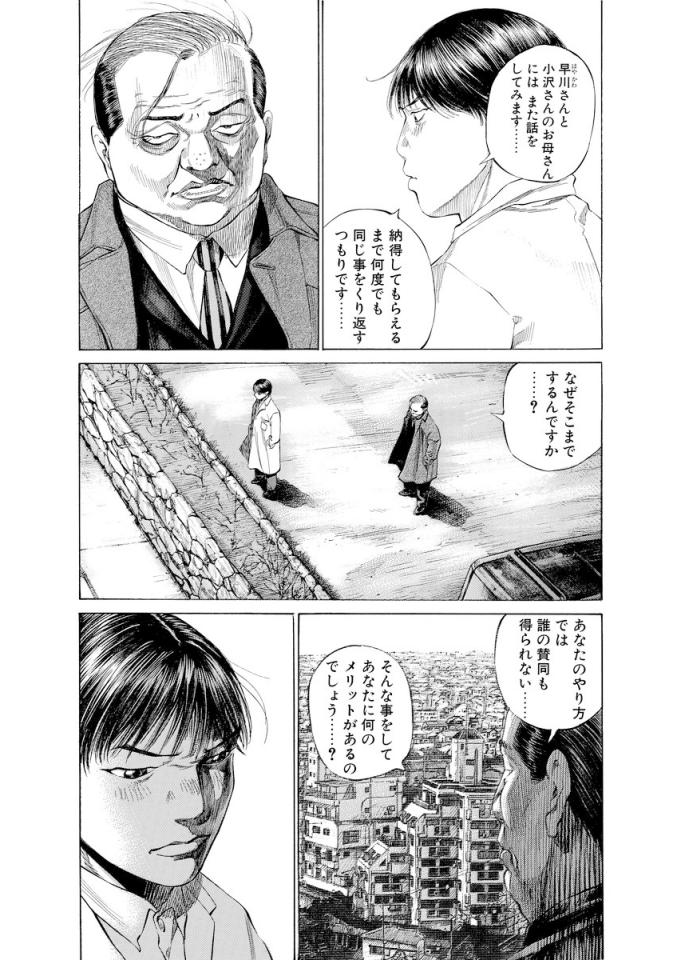 早川さんと
小沢さんのお母さん
には また話を
してみます……
納得してもらえる
まで何度でも
同じ事をくり返す
つもりです……
なぜそこまで
するんですか
……?
あなたのやり方
では
誰の賛同も
得られない……
そんな事をして
あなたに何の
メリットがあるの
でしょう……?